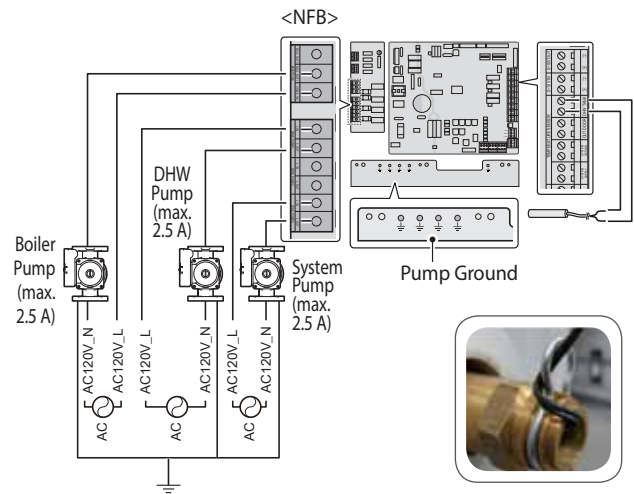 <NFB>
DHW
Pump
(max.
2.5 A)
Boiler
Pump
(max.
2.5 A)
System
Pump
(max.
2.5 A)
Pump Ground
AC120V_N
AC120V_L
AC120V_L
AC120V_N
AC120V_L
AC120V_N
AC
AC
AC